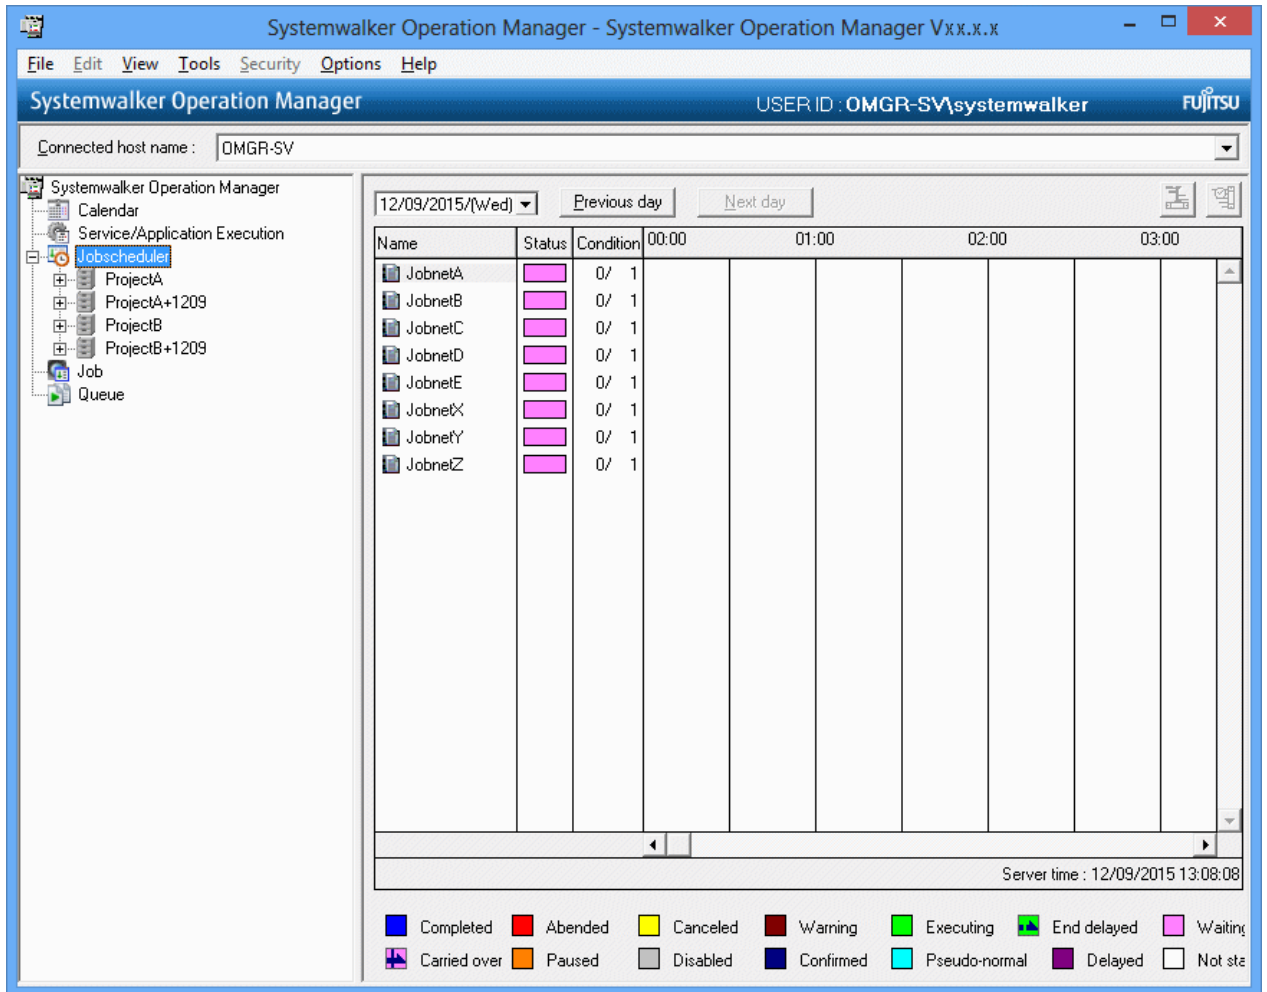 Systemwalker Operation Manager - Systemwalker Operation Manager Vxx.x.x
File Edit View Tools Security Options Help
Systemwalker Operation Manager USER ID : OMGR-SV\systemwalker FUJITSU
Connected host name : OMGR-SV
Systemwalker Operation Manager
Calendar
Service/Application Execution
Jobscheduler
ProjectA
ProjectA+1209
ProjectB
ProjectB+1209
Job
Queue
12/09/2015/(Wed) Previous day Next day
Name Status Condition 00:00 01:00 02:00 03:00
JobnetA 0/ 1
JobnetB 0/ 1
JobnetC 0/ 1
JobnetD 0/ 1
JobnetE 0/ 1
JobnetX 0/ 1
JobnetY 0/ 1
JobnetZ 0/ 1
Server time : 12/09/2015 13:08:08
Completed Abended Canceled Warning Executing End delayed Waiting
Carried over Paused Disabled Confirmed Pseudo-normal Delayed Not sta